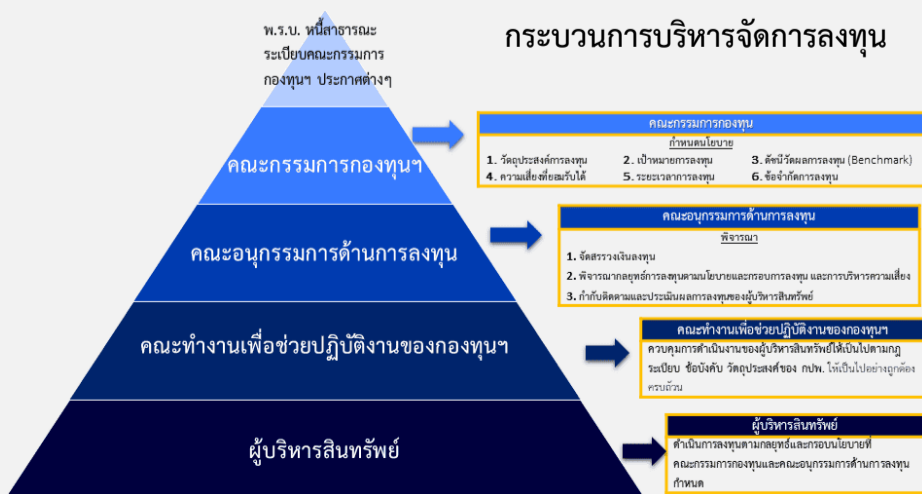 กระบวนการบริหารจัดการลงทุน
พ.ร.บ. หนี้สาธารณะ
ระเบียบคณะกรรมการ
กองทุนฯ ประกาศต่างๆ
คณะกรรมการกองทุนฯ
คณะกรรมการกองทุน
กำหนดนโยบาย
1. วัตถุประสงค์การลงทุน 2. เป้าหมายการลงทุน 3. ดัชนีวัดผลการลงทุน (Benchmark)
4. ความเสี่ยงที่ยอมรับได้ 5. ระยะเวลาการลงทุน 6. ข้อจำกัดการลงทุน
คณะอนุกรรมการด้านการลงทุน
คณะอนุกรรมการด้านการลงทุน
พิจารณา
1. จัดสรรวงเงินลงทุน
2. พิจารณากลยุทธ์การลงทุนตามนโยบายและกรอบการลงทุน และการบริหารความเสี่ยง
3. กำกับติดตามและประเมินผลการลงทุนของผู้บริหารสินทรัพย์
คณะทำงานเพื่อช่วยปฏิบัติงานของกองทุนฯ
คณะทำงานเพื่อช่วยปฏิบัติงานของกองทุนฯ
ควบคุมการดำเนินงานของผู้บริหารสินทรัพย์ให้เป็นไปตามกฎ
ระเบียบ ข้อบังคับ วัตถุประสงค์ของ กปพ. ให้เป็นไปอย่างถูกต้อง
ครบถ้วน
ผู้บริหารสินทรัพย์
ผู้บริหารสินทรัพย์
ดำเนินการลงทุนตามกลยุทธ์และกรอบนโยบายที่
คณะกรรมการกองทุนและคณะอนุกรรมการด้านการลงทุน
กำหนด